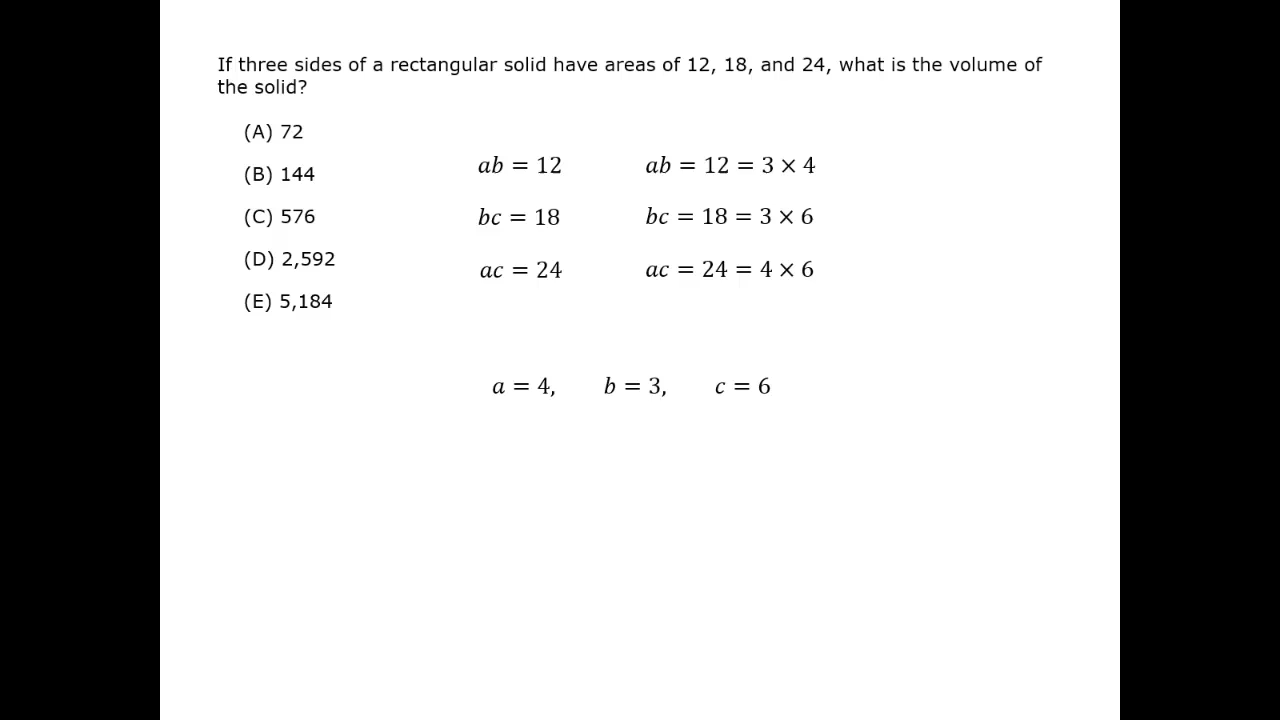 If three sides of a rectangular solid have areas of 12, 18, and 24, what is the volume of
the solid?
(A) 72
(B) 144
(C) 576
(D) 2,592
(E) 5,184
ab = 12
bc = 18
ac = 24
ab = 12 = 3 × 4
bc = 18 = 3 × 6
ac = 24 = 4 × 6
a = 4, b = 3, c = 6